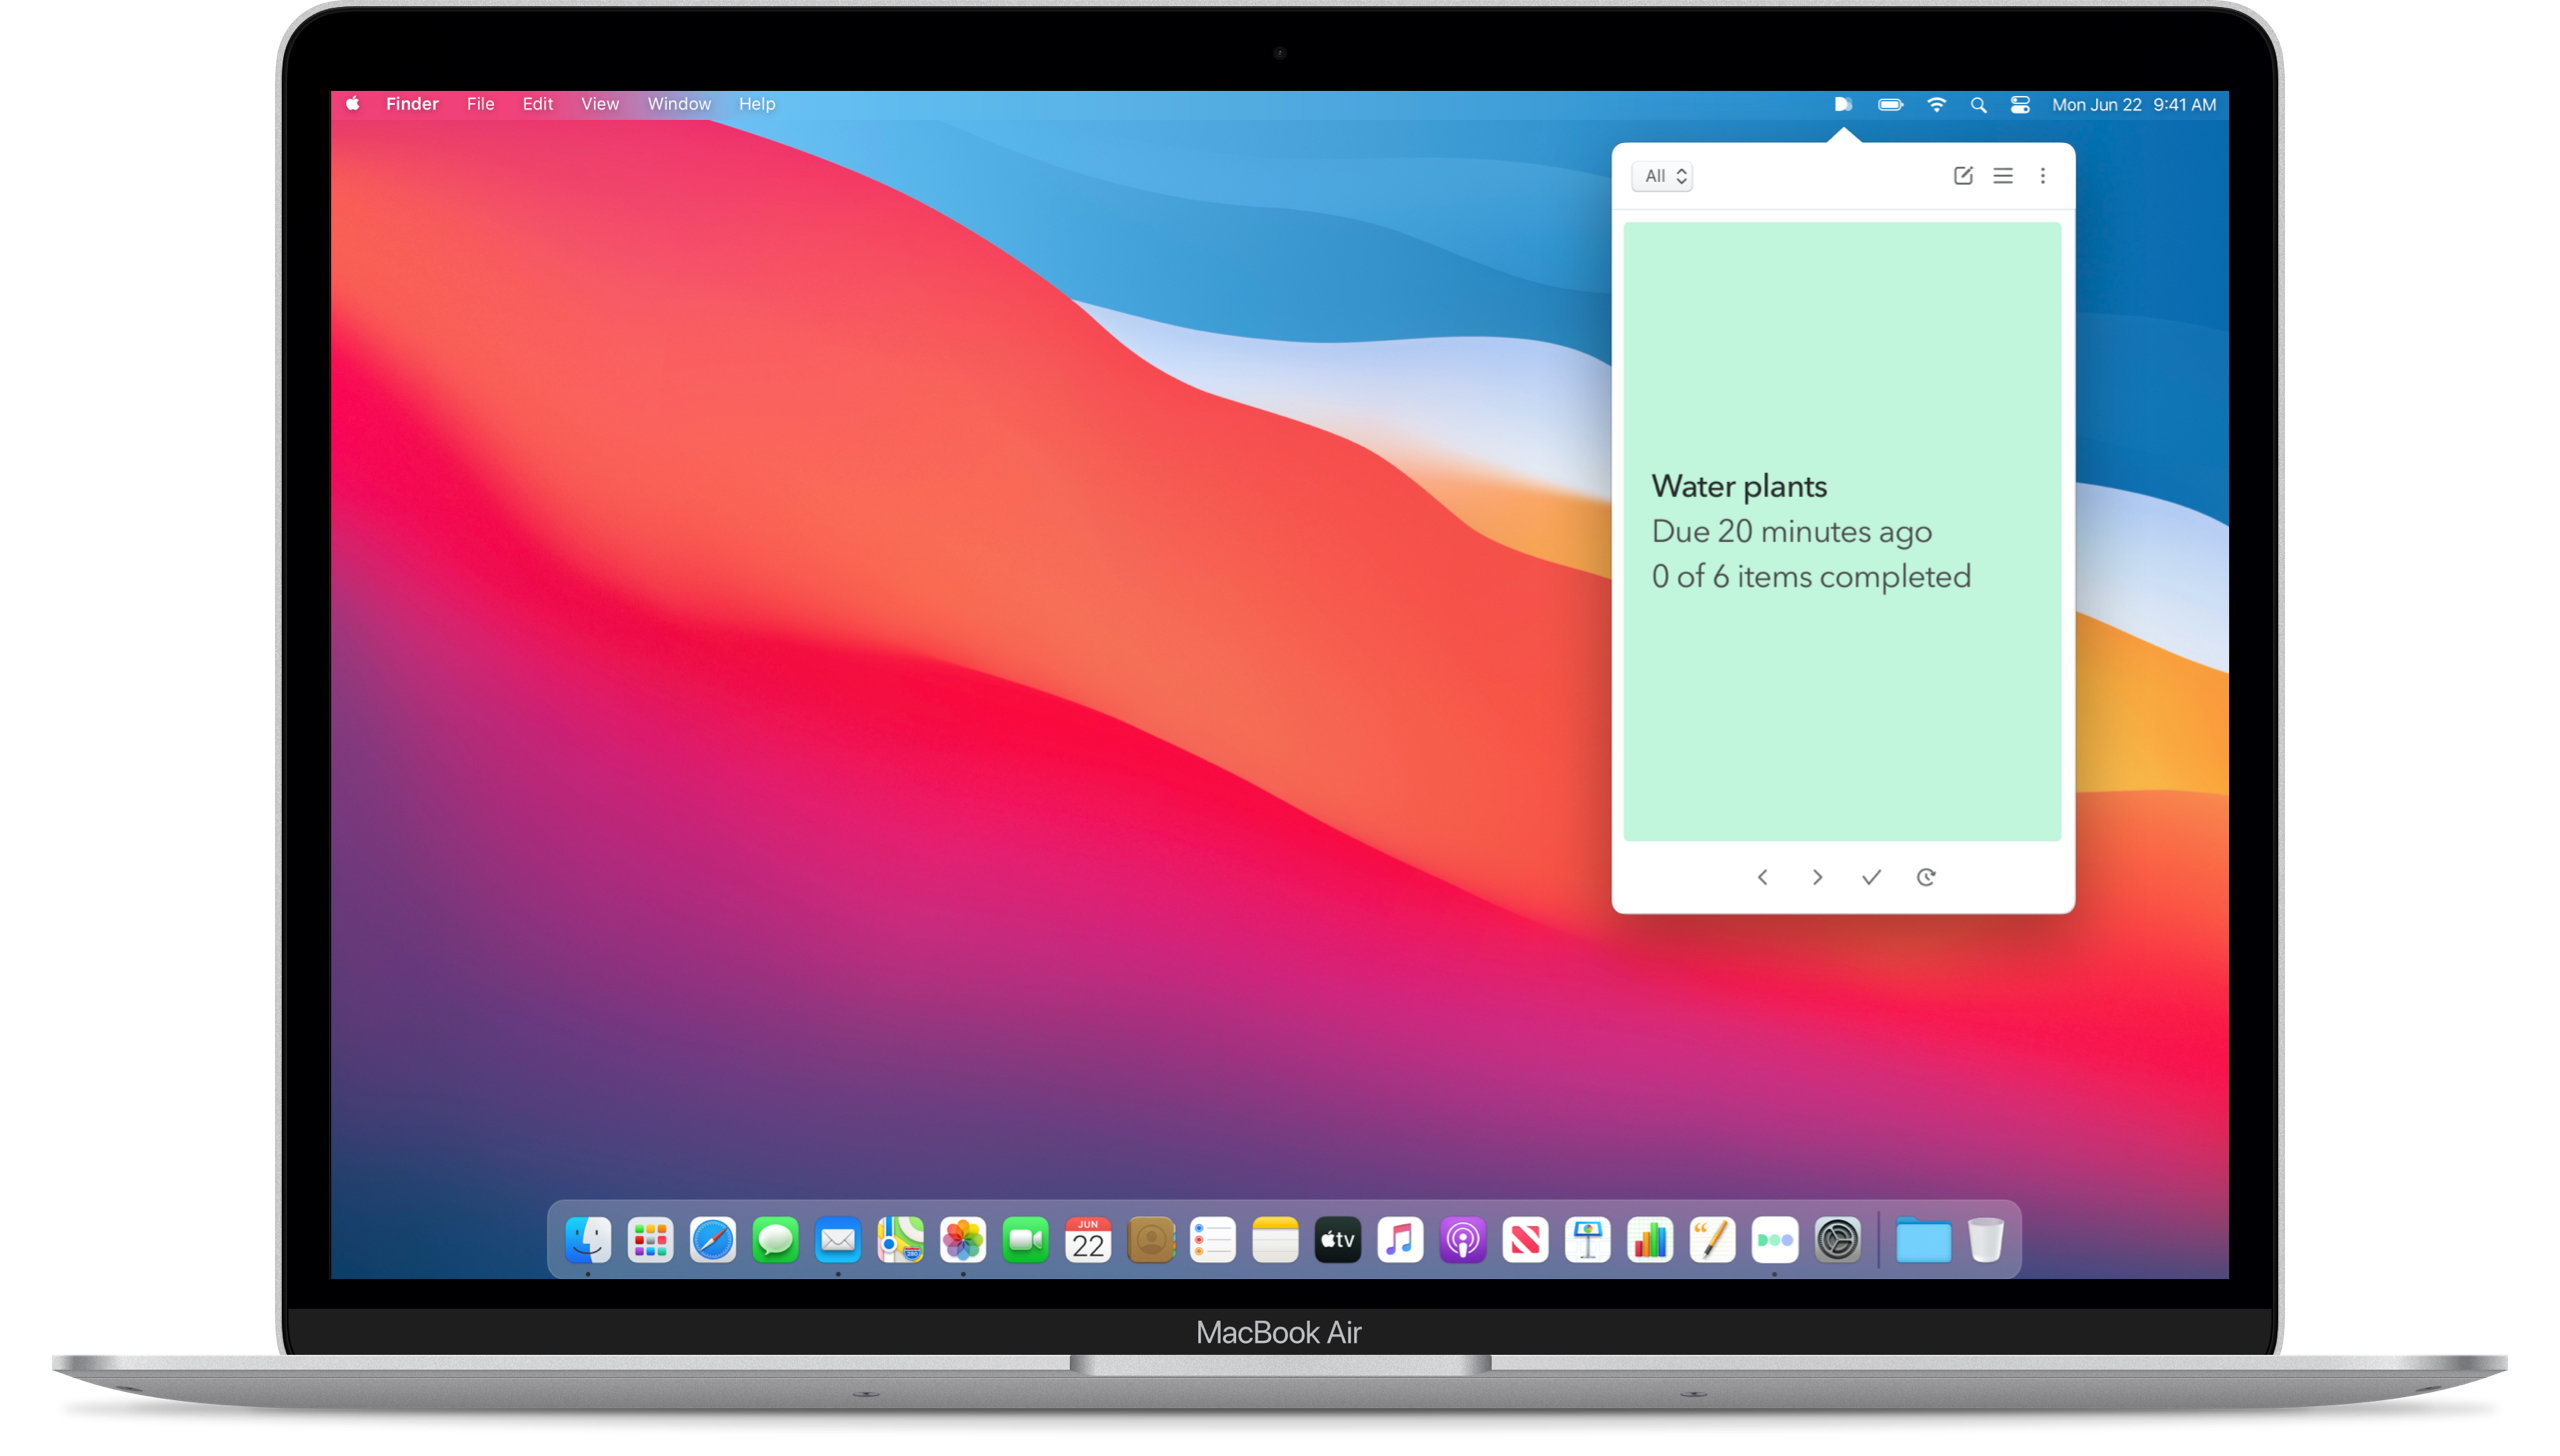 Finder File Edit View Window Help
Mon Jun 22 9:41 AM
All
Water plants
Due 20 minutes ago
0 of 6 items completed
JUN
22
280
tv
MacBook Air